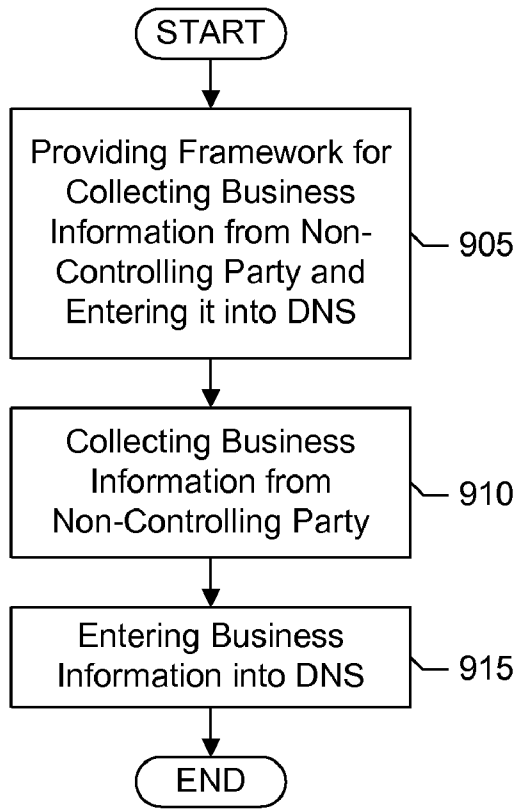 START
Providing Framework for
Collecting Business
Information from Non-
Controlling Party and
Entering it into DNS
905
Collecting Business
Information from
Non-Controlling Party
910
Entering Business
Information into DNS
915
END